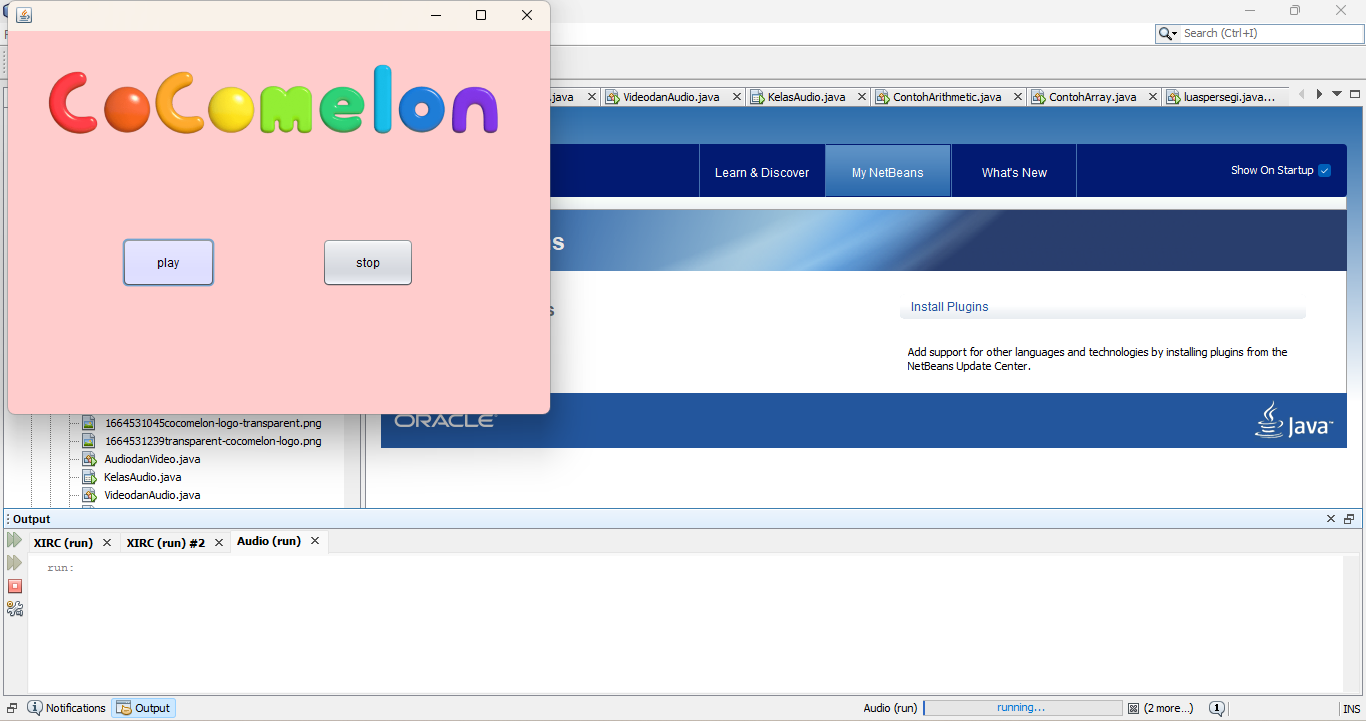 Search (Ctrl+I)
CoComelon
.java
VideodanAudio.java
KelasAudio.java
ContohArithmetic.java
ContohArray.java
luaspersegi.java...
Learn & Discover
My NetBeans
What's New
Show On Startup
play
stop
Install Plugins
Add support for other languages and technologies by installing plugins from the
NetBeans Update Center.
ORACLE
Java
1664531045cocomelon-logo-transparent.png
1664531239transparent-cocomelon-logo.png
AudiodanVideo.java
KelasAudio.java
VideodanAudio.java
Output
XIRC (run)
XIRC (run) #2
Audio (run)
run:
Notifications
Output
Audio (run)
running...
(2 more...)
1
INS